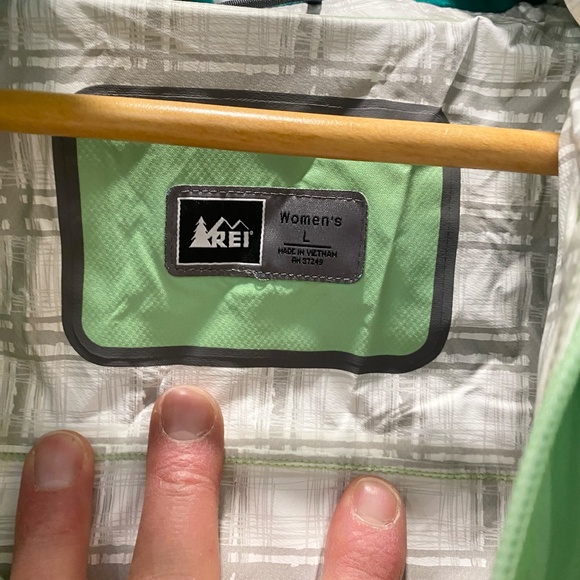 REI®
Women's
L
MADE IN VIETNAM
RN 37249